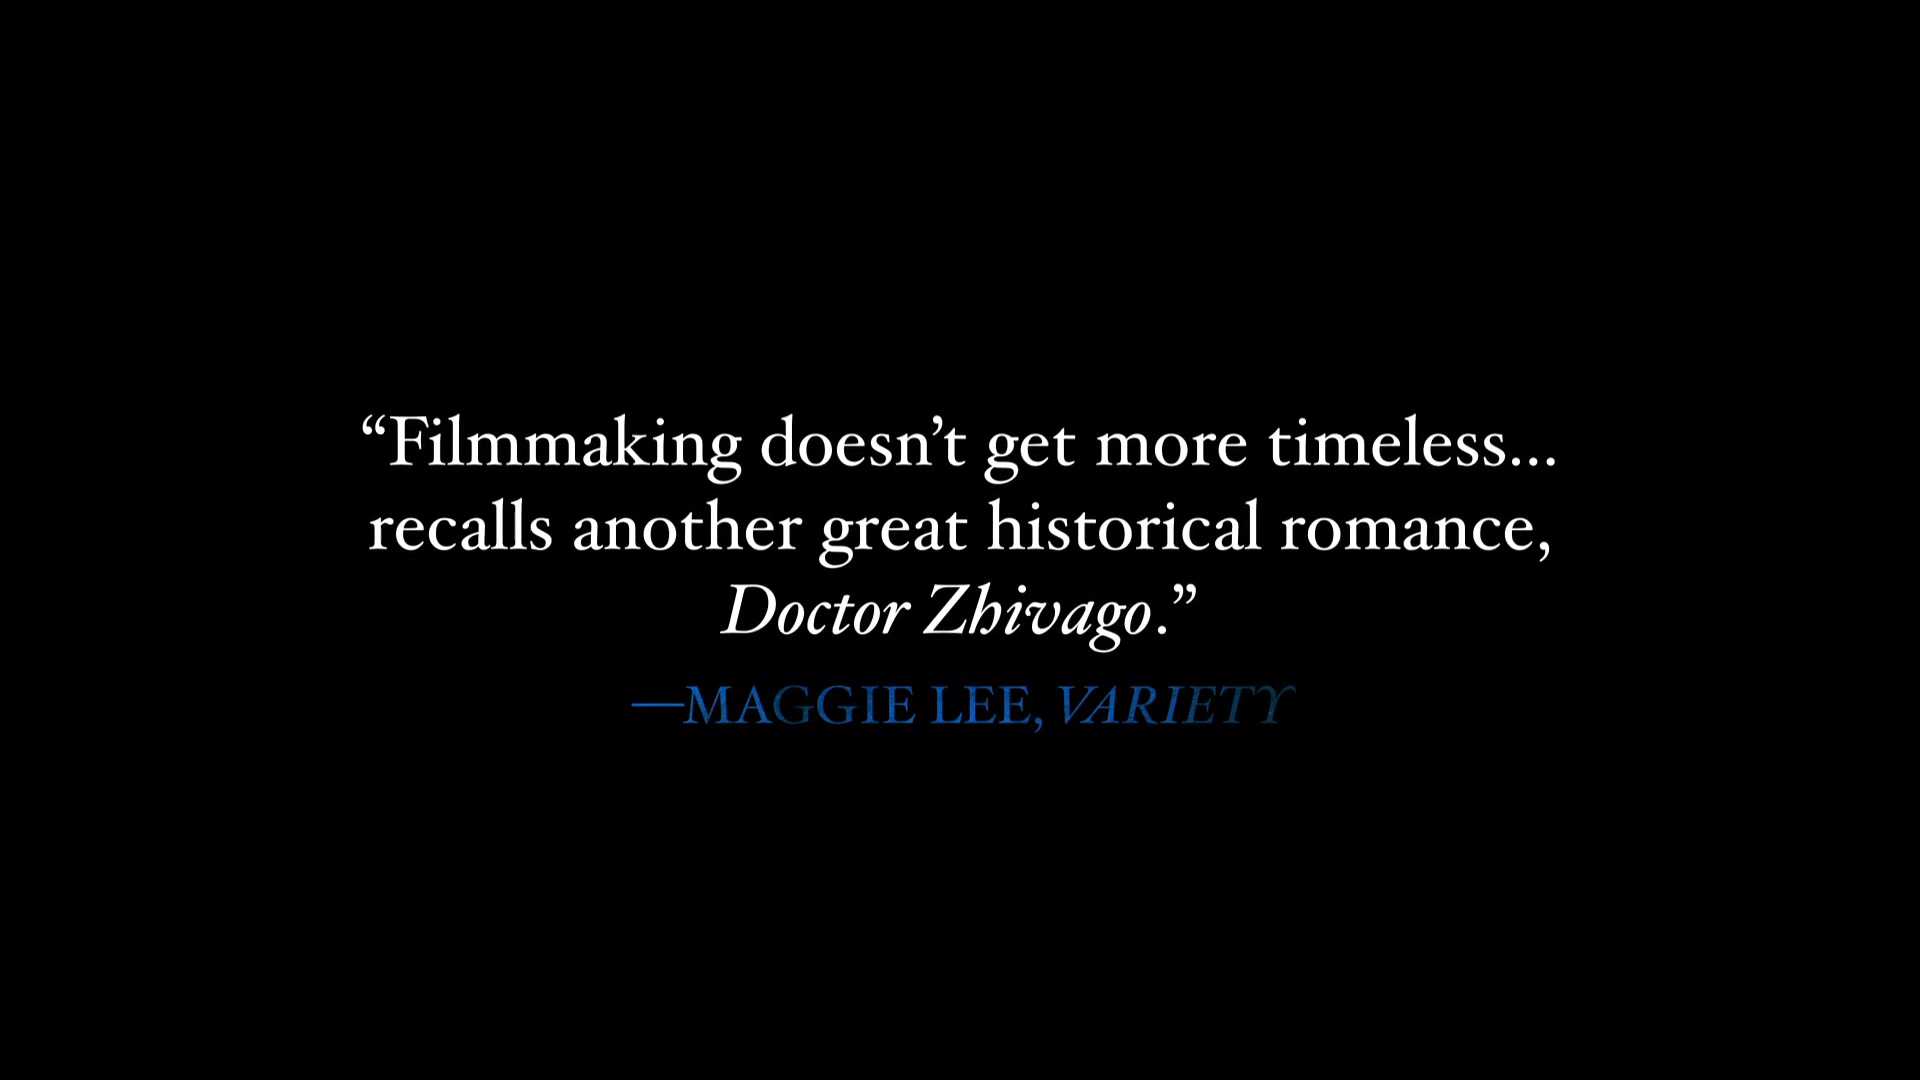 “Filmmaking doesn’t get more timeless...
recalls another great historical romance,
Doctor Zhivago.”
—MAGGIE LEE, VARIETY